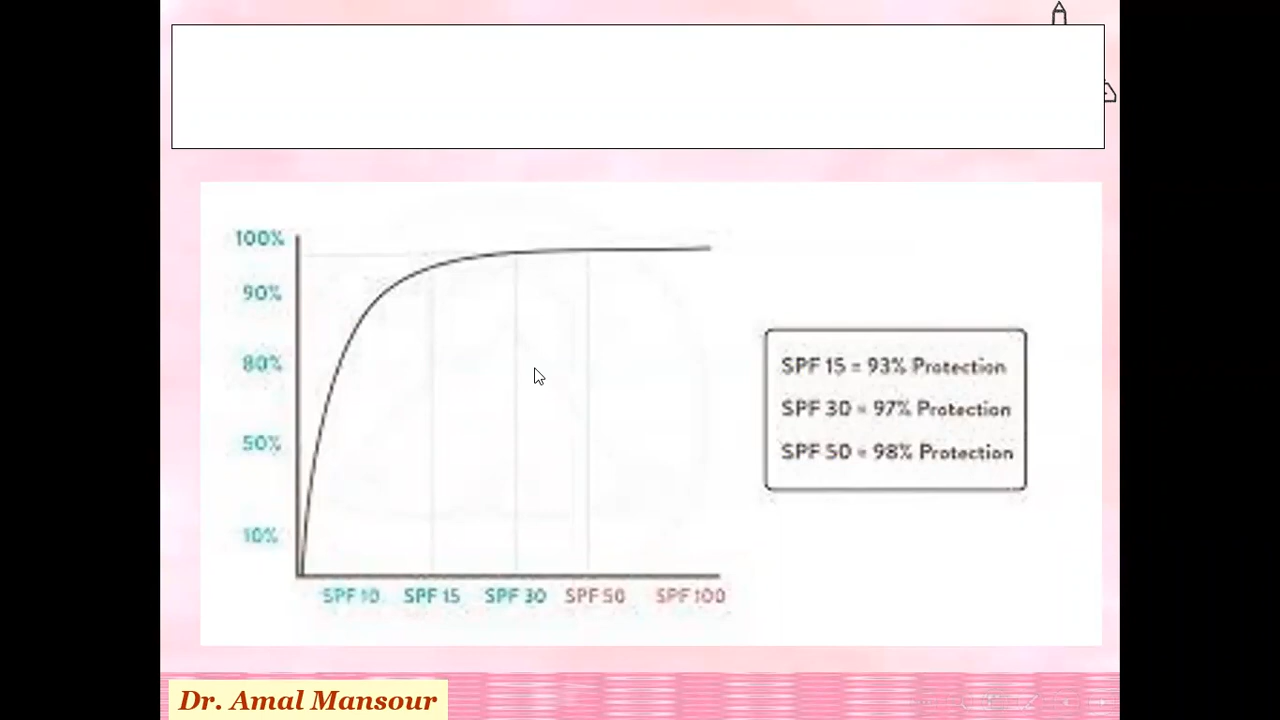 100%
90%
80%
50%
10%
SPF 10
SPF 15
SPF 30
SPF 50
SPF 100
SPF 15 = 93% Protection
SPF 30 = 97% Protection
SPF 50 = 98% Protection
Dr. Amal Mansour